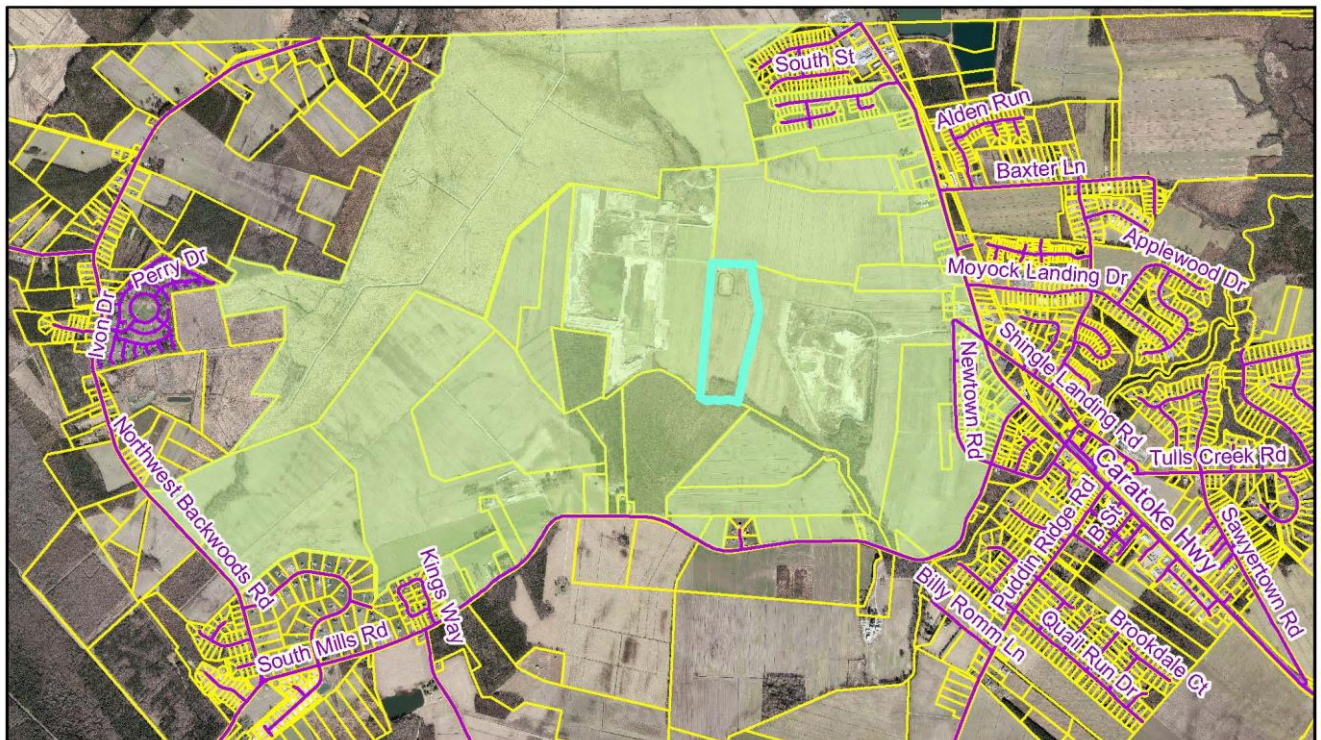 South St
Alden Run
Baxter Ln
Applewood Dr
Perry Dr
Moyock Landing Dr
Ivon Dr
Shingle Landing Rd
Newtown Rd
Northwest Backwoods Rd
Tulls Creek Rd
Caratoke Hwy
Puddin Ridge Rd
B St
Sawyertown Rd
Kings Way
Billy Romm Ln
Quail Run Dr
Brookdale Ct
South Mills Rd